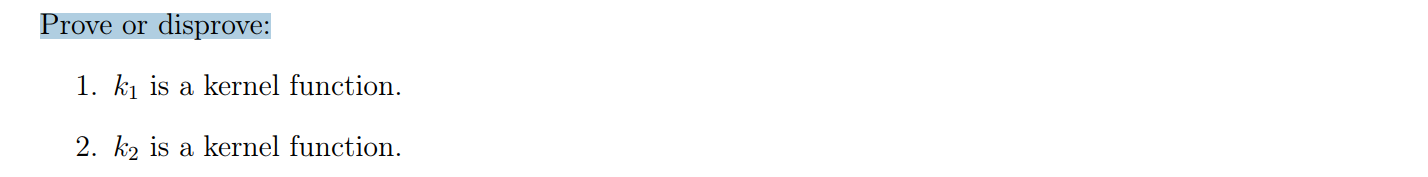 Prove or disprove:
1. k₁ is a kernel function.
2. k₂ is a kernel function.